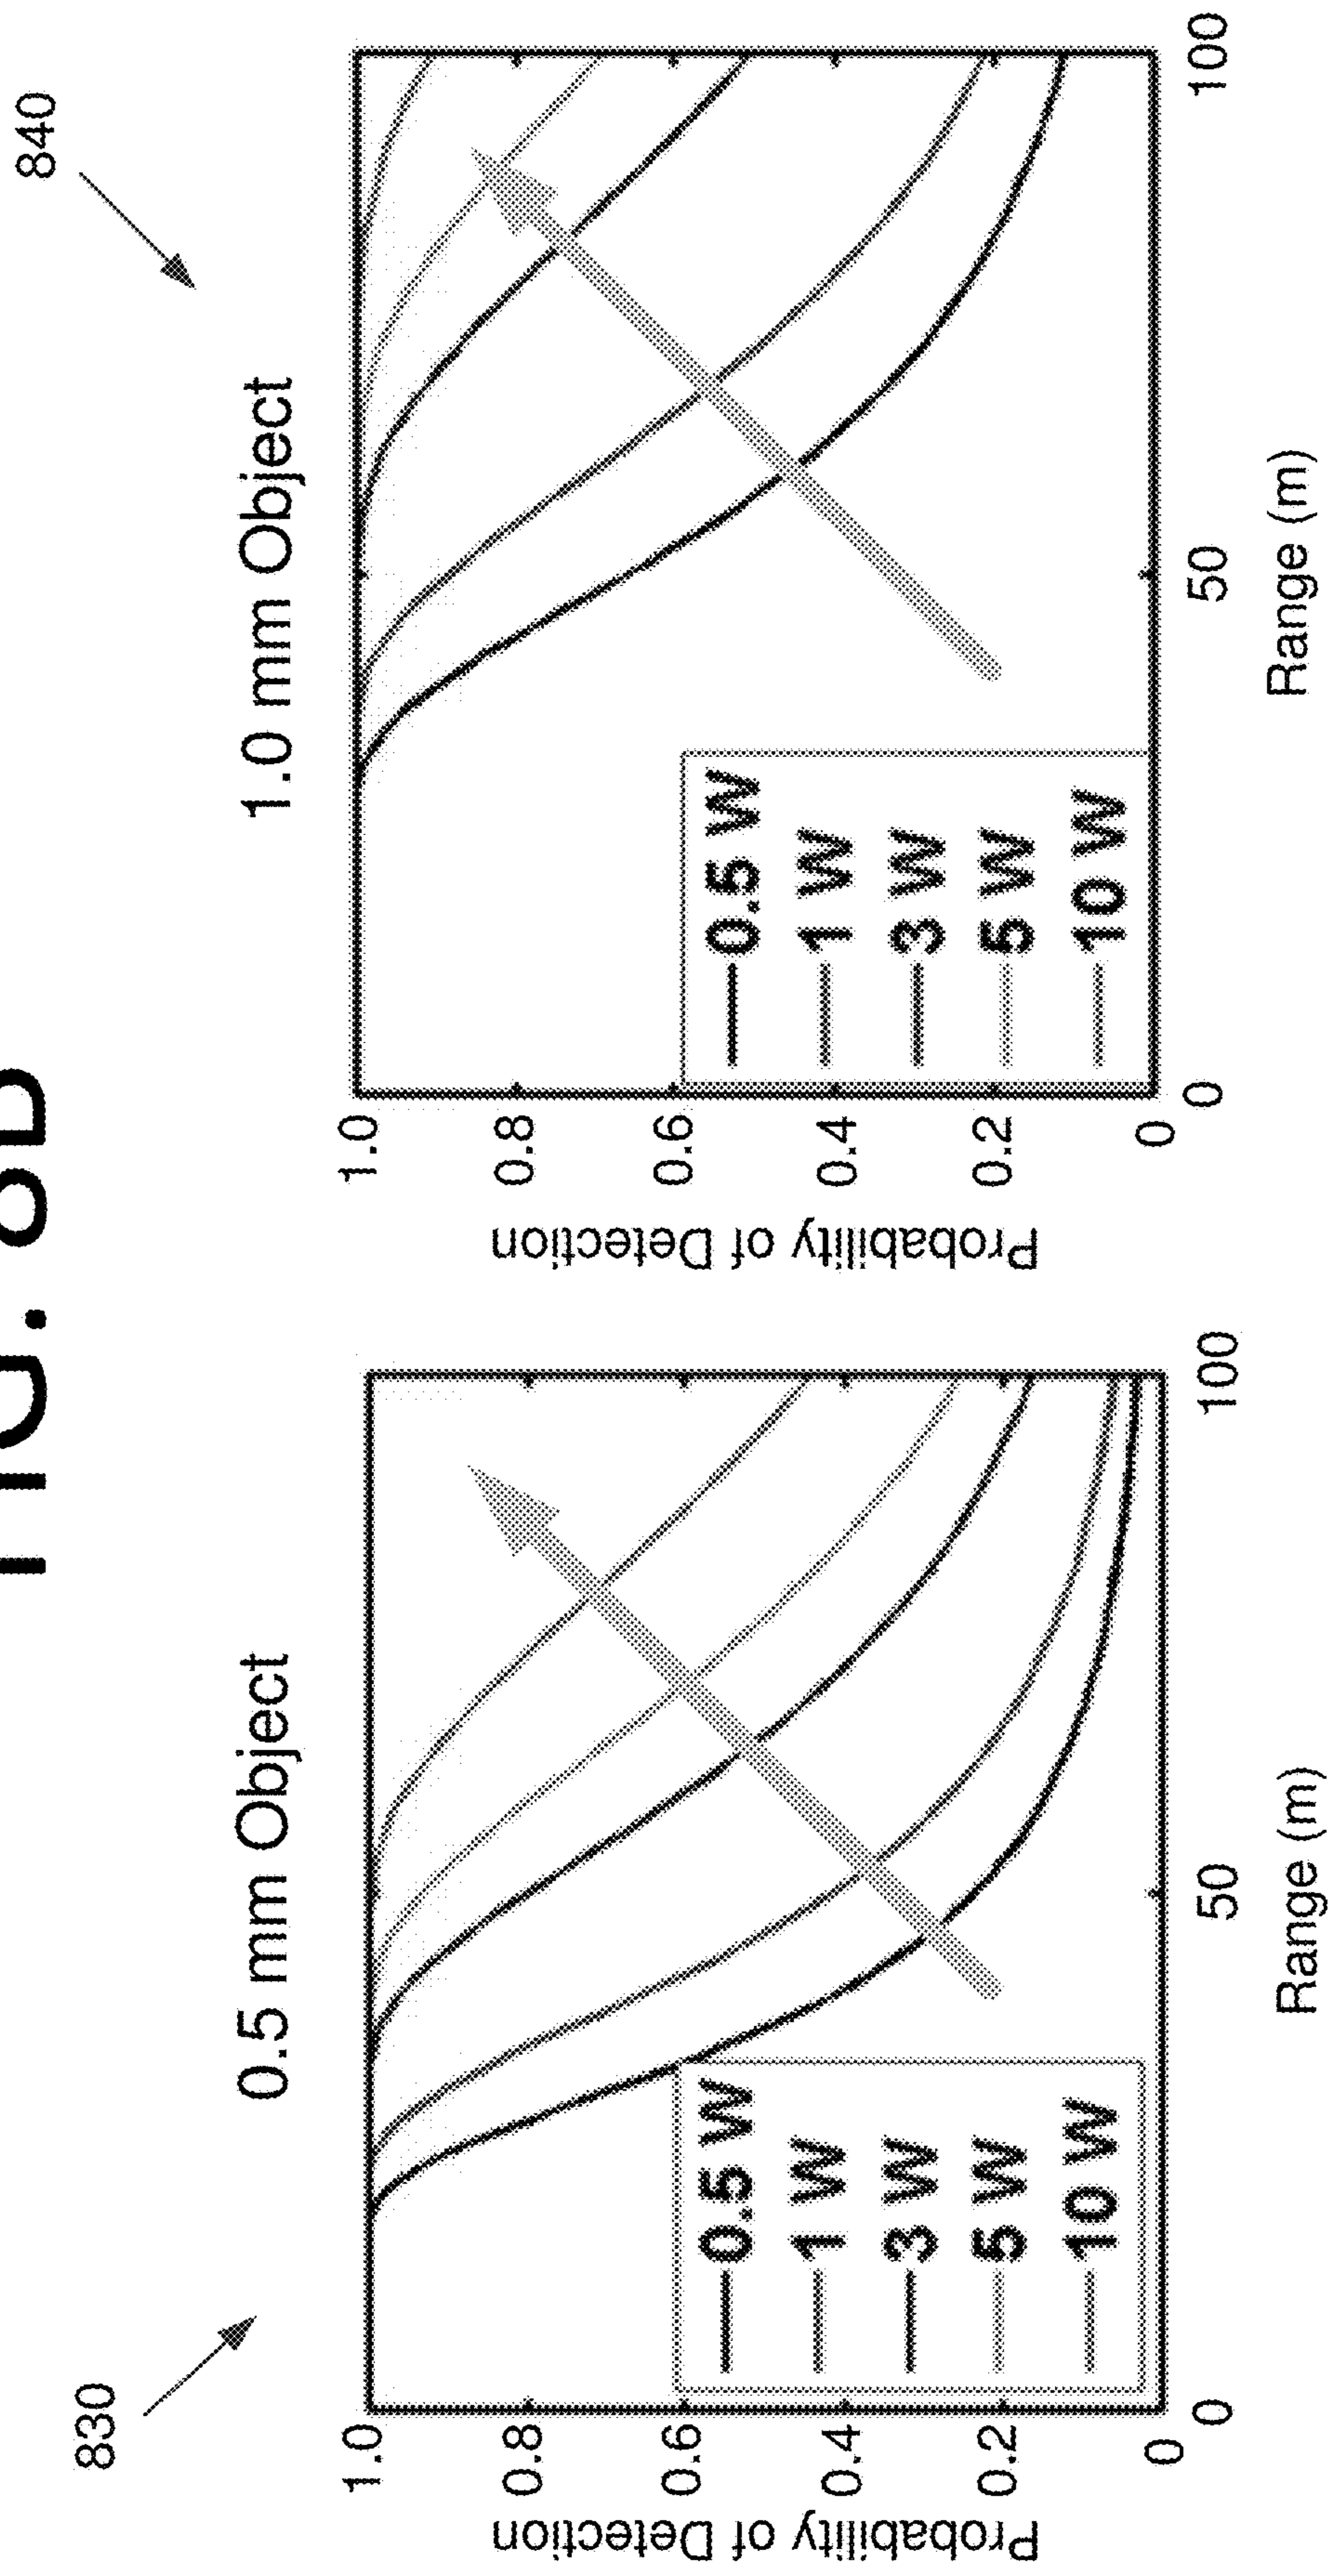 FIG. 8B
830
0.5 mm Object
Probability of Detection
1.0
0.8
0.6
0.4
0.2
0
0.5 W
1 W
3 W
5 W
10 W
0
50
100
Range (m)
840
1.0 mm Object
Probability of Detection
1.0
0.8
0.6
0.4
0.2
0
0.5 W
1 W
3 W
5 W
10 W
0
50
100
Range (m)